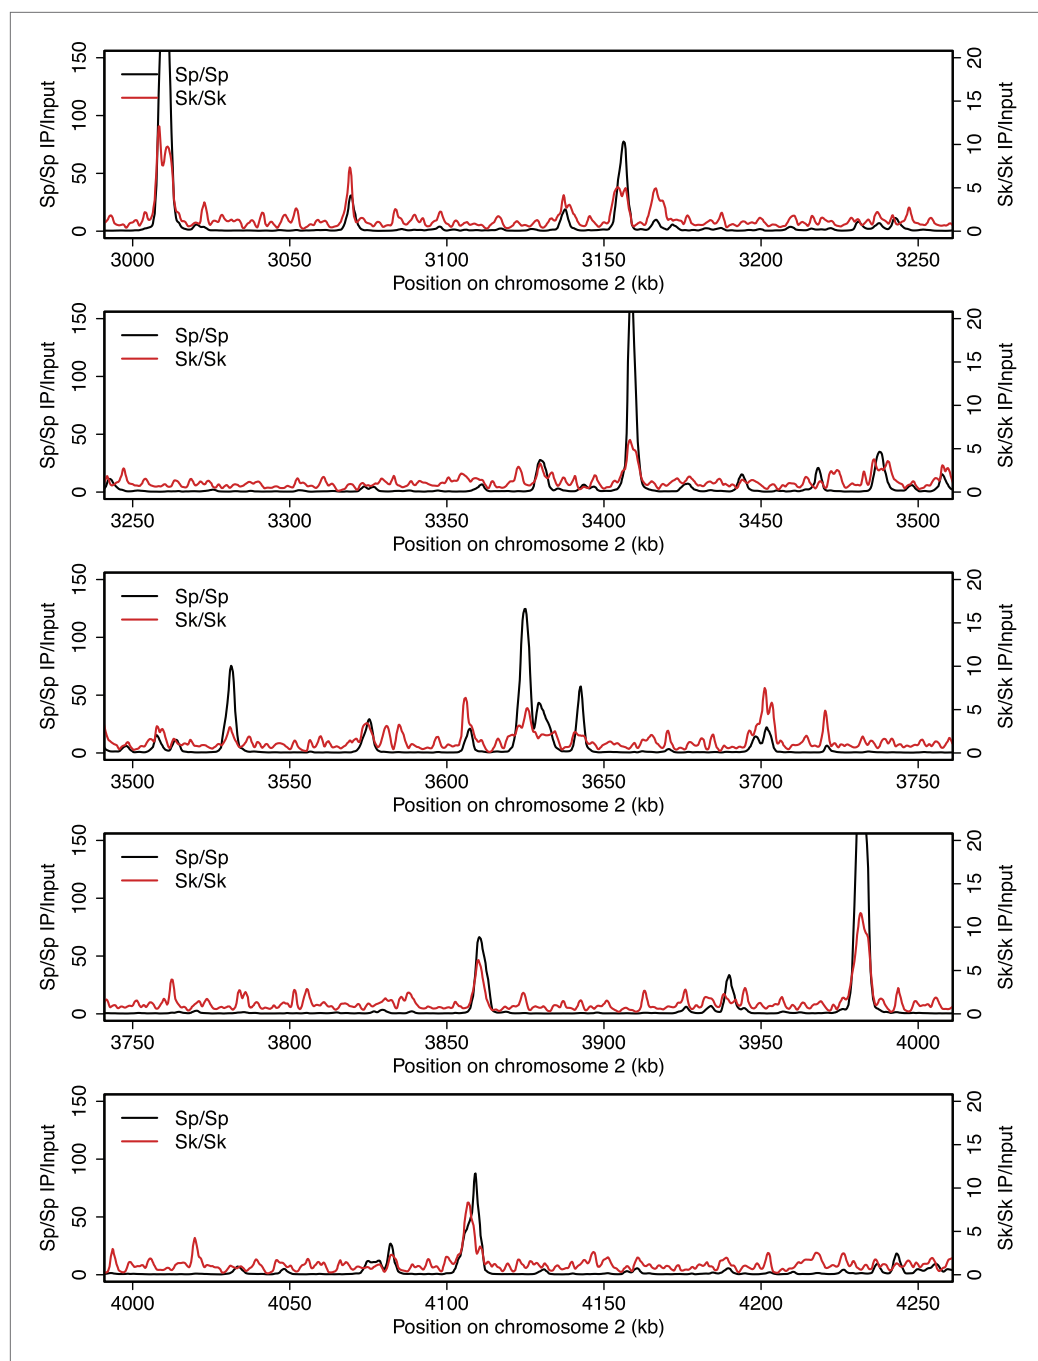 Sp/Sp IP/Input
0 50 100 150
Sp/Sp
Sk/Sk
0 5 10 15 20
Sk/Sk IP/Input
3000 3050 3100 3150 3200 3250
Position on chromosome 2 (kb)
Sp/Sp IP/Input
0 50 100 150
Sp/Sp
Sk/Sk
0 5 10 15 20
Sk/Sk IP/Input
3250 3300 3350 3400 3450 3500
Position on chromosome 2 (kb)
Sp/Sp IP/Input
0 50 100 150
Sp/Sp
Sk/Sk
0 5 10 15 20
Sk/Sk IP/Input
3500 3550 3600 3650 3700 3750
Position on chromosome 2 (kb)
Sp/Sp IP/Input
0 50 100 150
Sp/Sp
Sk/Sk
0 5 10 15 20
Sk/Sk IP/Input
3750 3800 3850 3900 3950 4000
Position on chromosome 2 (kb)
Sp/Sp IP/Input
0 50 100 150
Sp/Sp
Sk/Sk
0 5 10 15 20
Sk/Sk IP/Input
4000 4050 4100 4150 4200 4250
Position on chromosome 2 (kb)